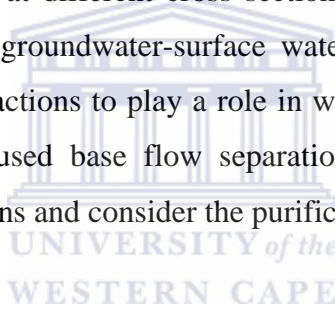 at different cross section
groundwater-surface wate
actions to play a role in w
used base flow separatio
ns and consider the purific
UNIVERSITY of the
WESTERN CAPE